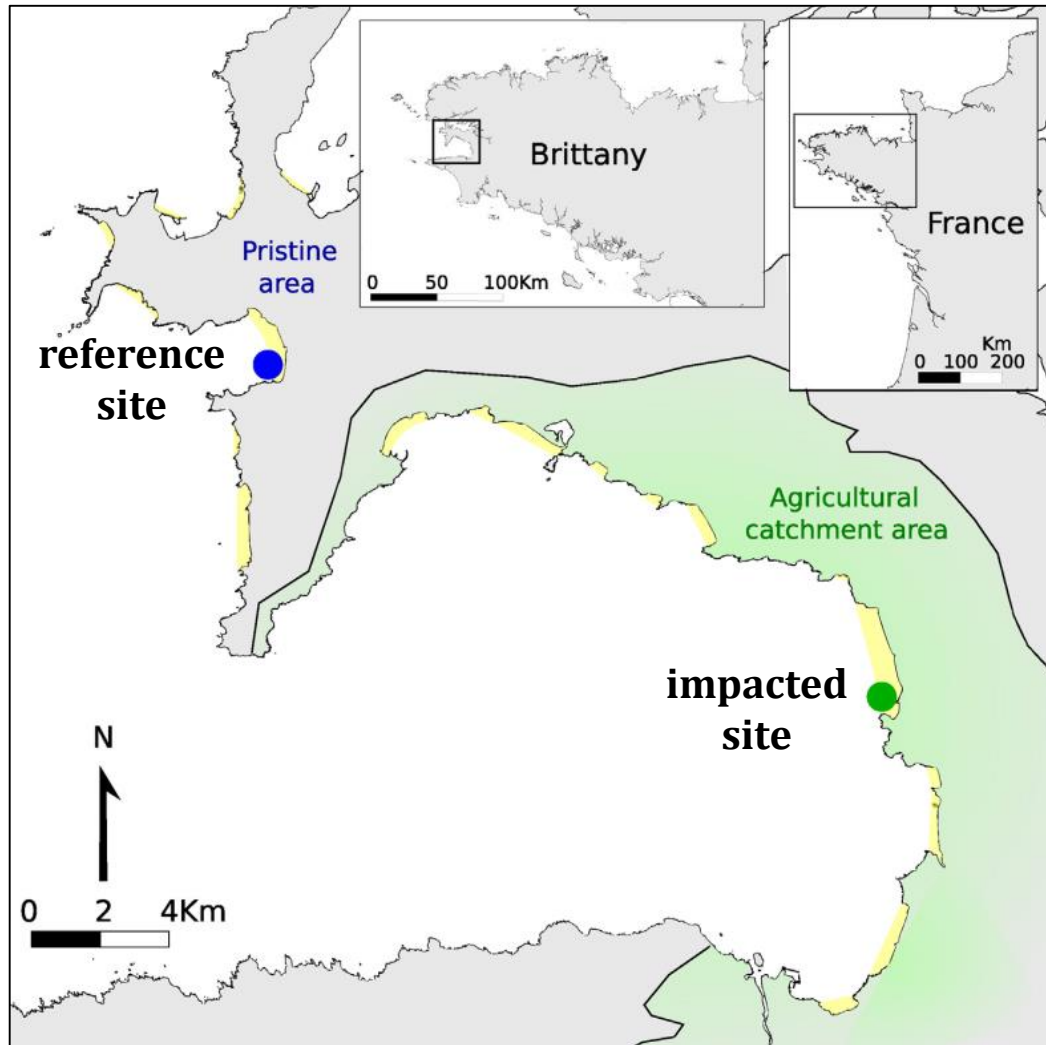 Brittany
0 50 100Km
France
Km
0 100 200
Pristine
area
reference
site
Agricultural
catchment area
impacted
site
N
0 2 4Km